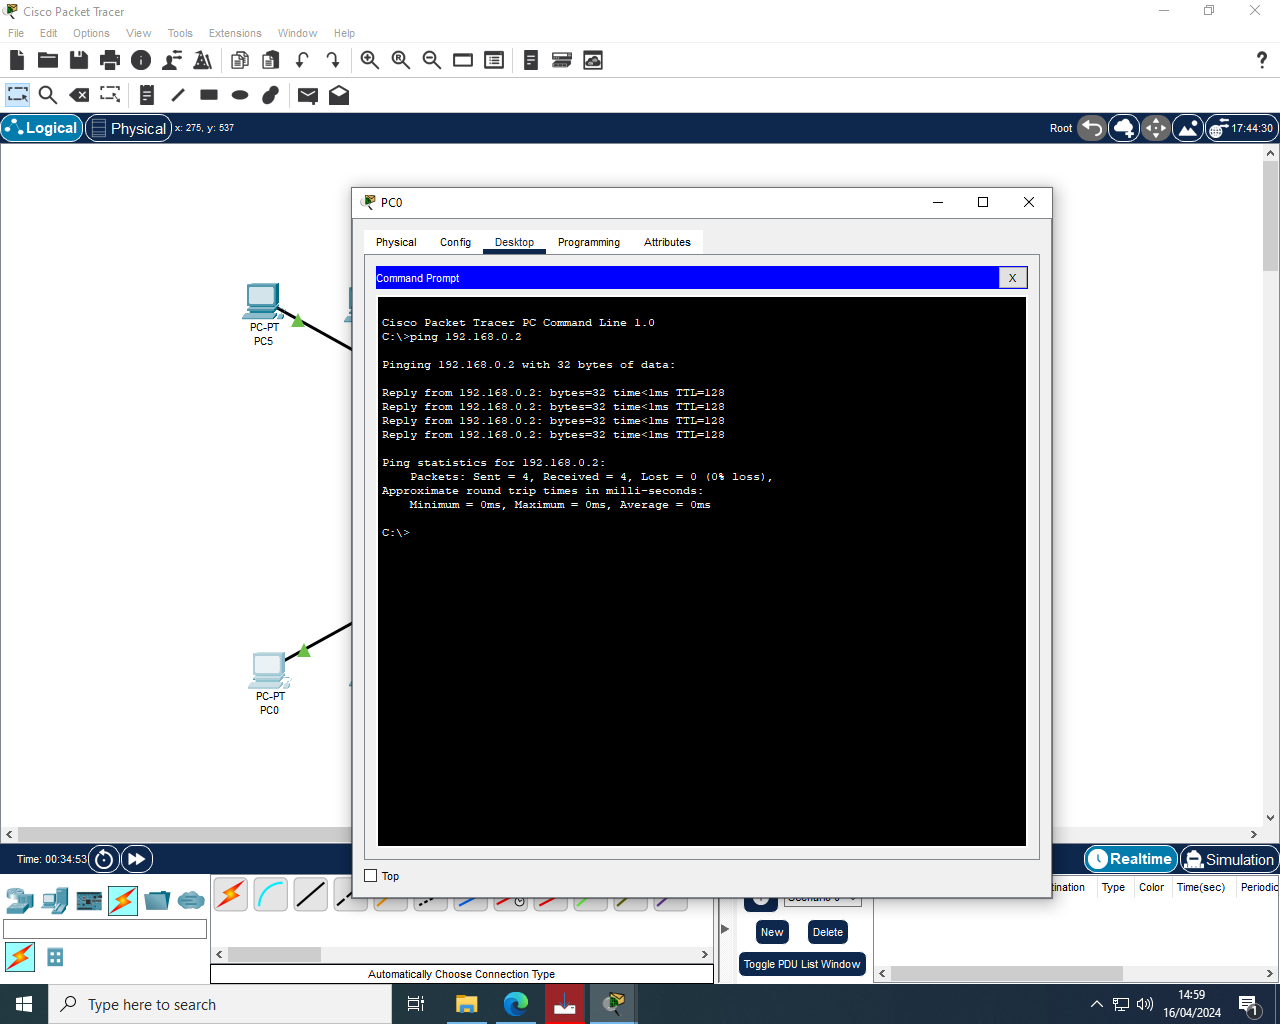 Cisco Packet Tracer
File Edit Options View Tools Extensions Window Help
Logical Physical x: 275, y: 537 Root 17:44:30
PC0
Physical Config Desktop Programming Attributes
Command Prompt X
Cisco Packet Tracer PC Command Line 1.0
C:\>ping 192.168.0.2
Pinging 192.168.0.2 with 32 bytes of data:
Reply from 192.168.0.2: bytes=32 time<1ms TTL=128
Reply from 192.168.0.2: bytes=32 time<1ms TTL=128
Reply from 192.168.0.2: bytes=32 time<1ms TTL=128
Reply from 192.168.0.2: bytes=32 time<1ms TTL=128
Ping statistics for 192.168.0.2:
Packets: Sent = 4, Received = 4, Lost = 0 (0% loss),
Approximate round trip times in milli-seconds:
Minimum = 0ms, Maximum = 0ms, Average = 0ms
C:\>
PC-PT
PC5
PC-PT
PC0
Top
Time: 00:34:53 Realtime Simulation
tination Type Color Time(sec) Periodic
New Delete
Toggle PDU List Window
Automatically Choose Connection Type
Type here to search
14:59
16/04/2024
1